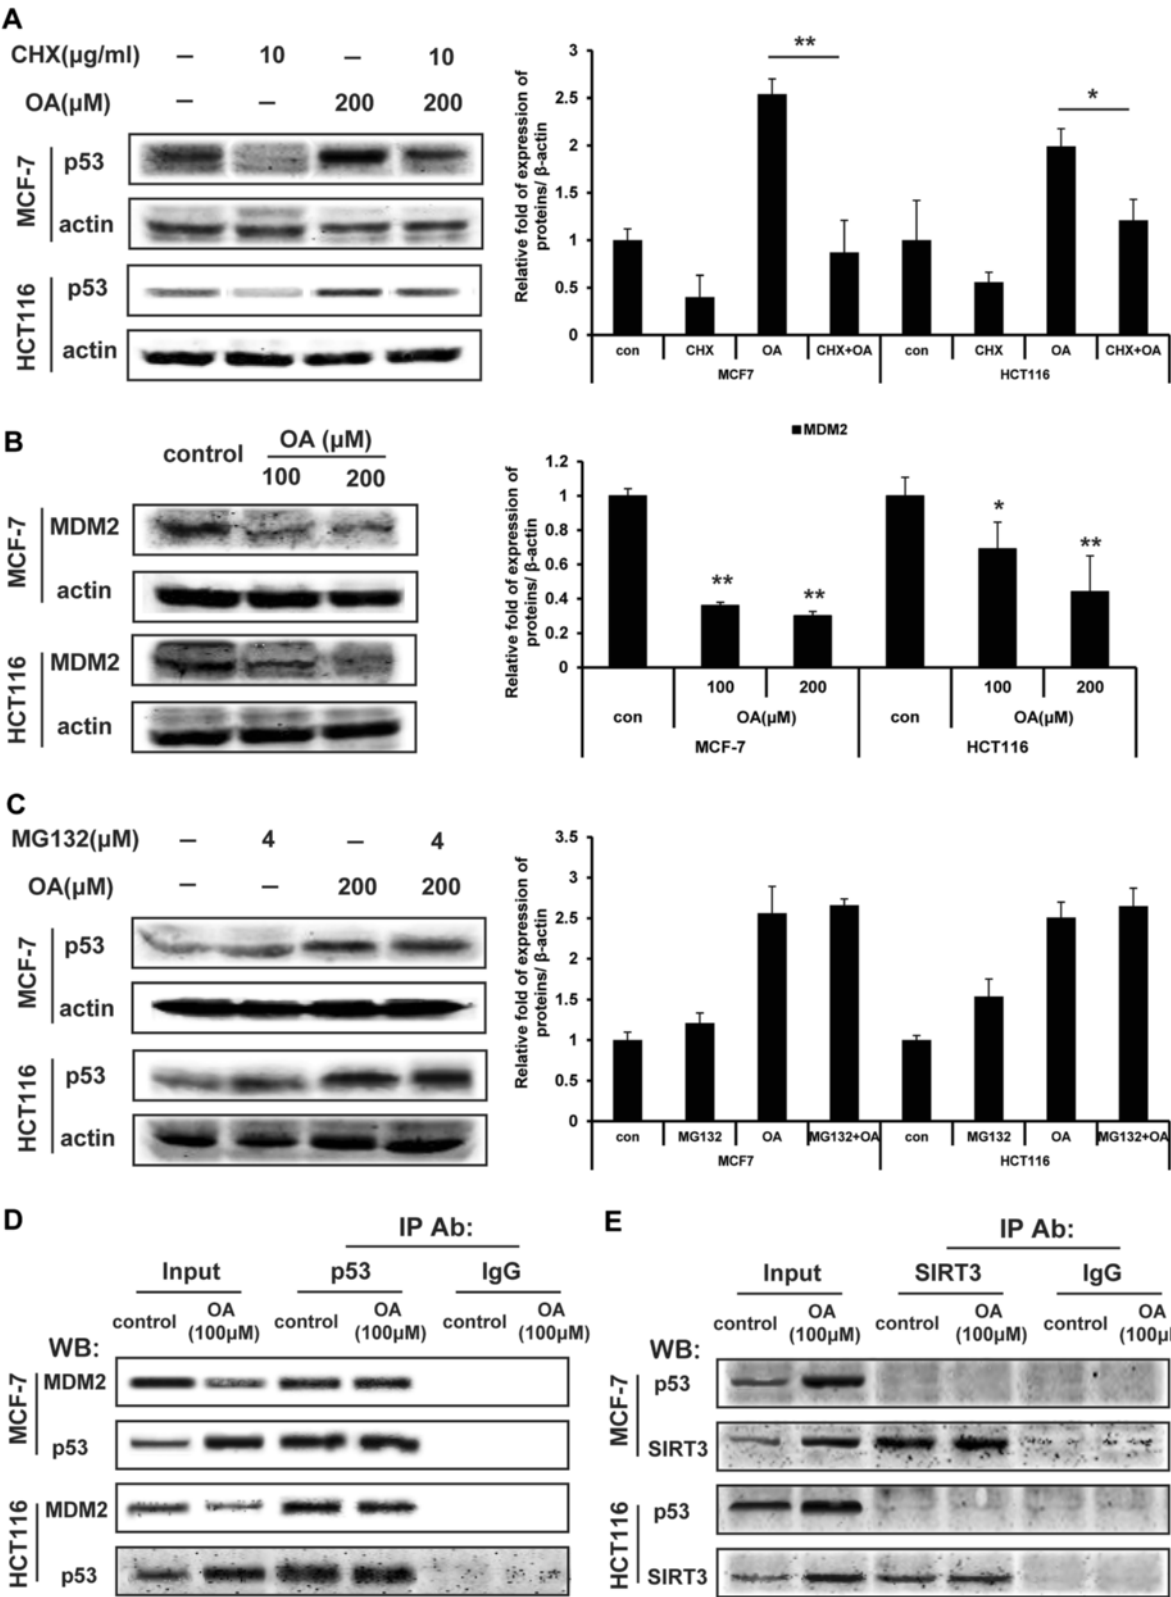 A
CHX(µg/ml) – 10 – 10
OA(µM) – – 200 200
MCF-7
p53
actin
HCT116
p53
actin
Relative fold of expression of
proteins/ β-actin
3
2.5
2
1.5
1
0.5
0
**
*
con CHX OA CHX+OA con CHX OA CHX+OA
MCF7 HCT116
B
control OA (µM)
100 200
MCF-7
MDM2
actin
HCT116
MDM2
actin
MDM2
Relative fold of expression of
proteins/ β-actin
1.2
1
0.8
0.6
0.4
0.2
0
** ** * **
100 200 100 200
con OA(µM) con OA(µM)
MCF-7 HCT116
C
MG132(µM) – 4 – 4
OA(µM) – – 200 200
MCF-7
p53
actin
HCT116
p53
actin
Relative fold of expression of
proteins/ β-actin
3.5
3
2.5
2
1.5
1
0.5
0
con MG132 OA MG132+OA con MG132 OA MG132+OA
MCF7 HCT116
D
IP Ab:
Input p53 IgG
control OA (100µM) control OA (100µM) control OA (100µM)
WB:
MCF-7
MDM2
p53
HCT116
MDM2
p53
E
IP Ab:
Input SIRT3 IgG
control OA (100µM) control OA (100µM) control OA (100µ
WB:
MCF-7
p53
SIRT3
HCT116
p53
SIRT3